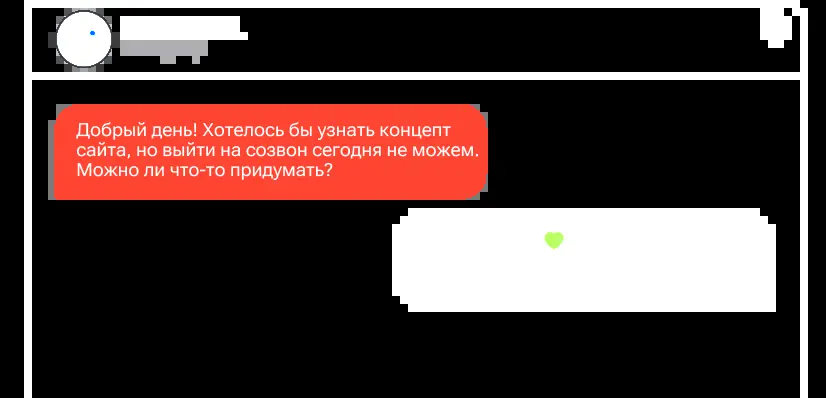 Добрый день! Хотелось бы узнать концепт
сайта, но выйти на созвон сегодня не можем.
Можно ли что-то придумать?